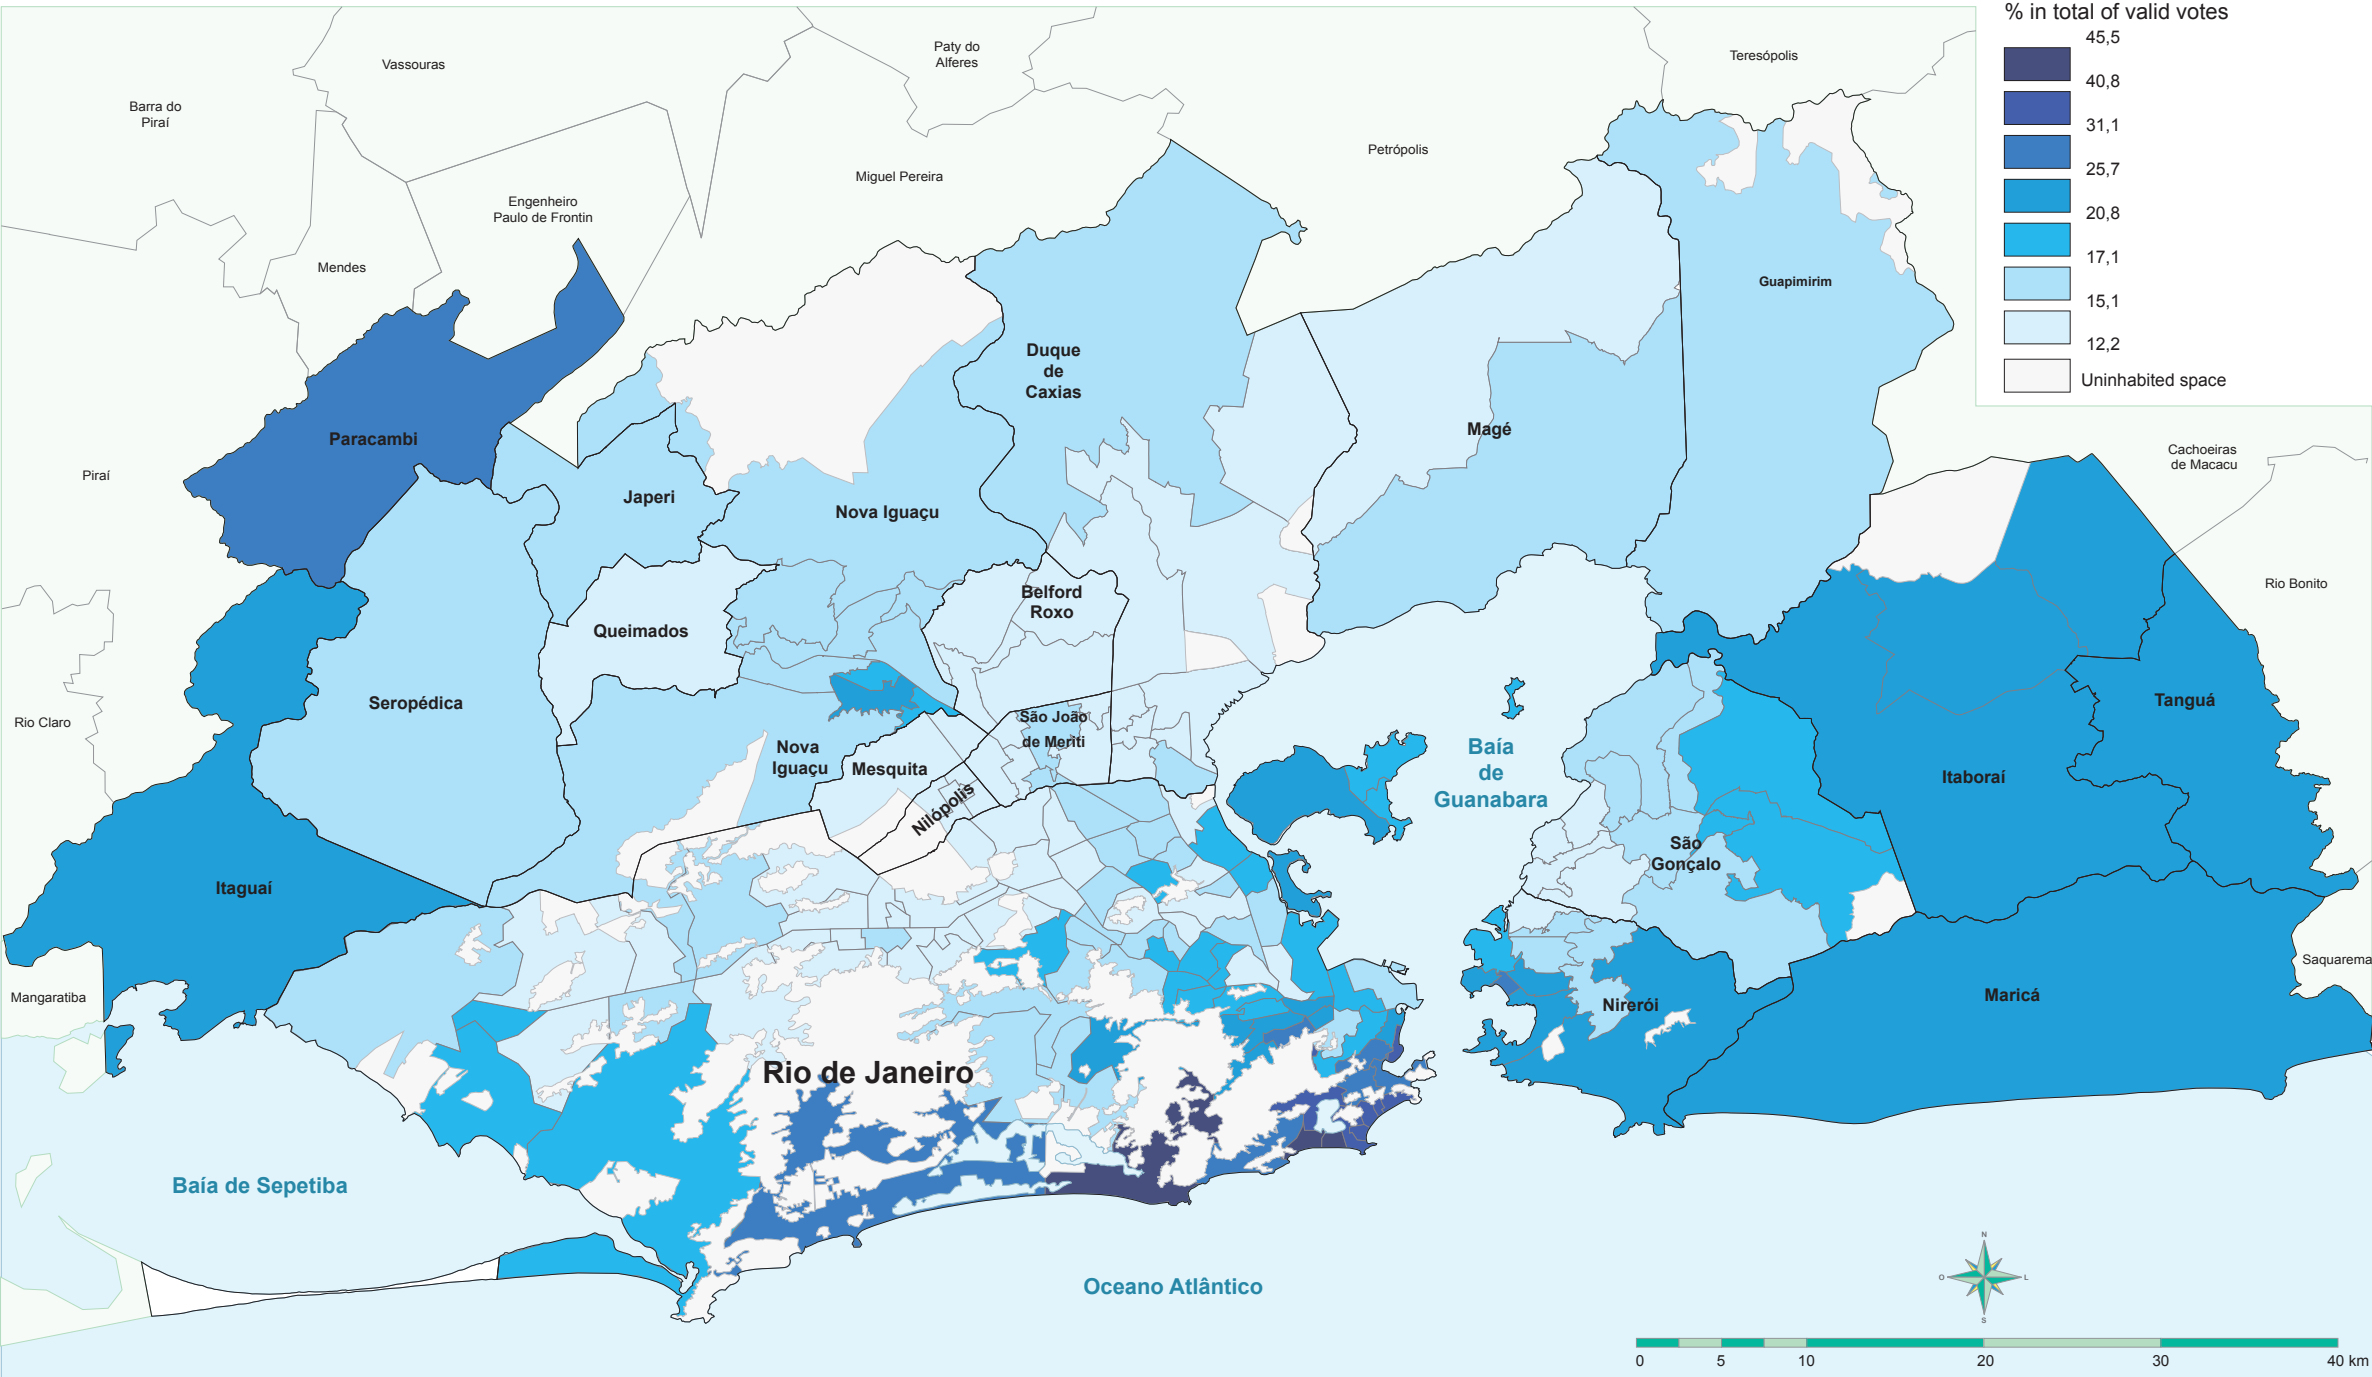 % in total of valid votes
45,5
40,8
31,1
25,7
20,8
17,1
15,1
12,2
Uninhabited space
Vassouras
Paty do
Alferes
Teresópolis
Barra do
Piraí
Petrópolis
Miguel Pereira
Engenheiro
Paulo de Frontin
Mendes
Guapimirim
Duque
de
Caxias
Paracambi
Magé
Cachoeiras
de Macacu
Piraí
Japeri
Nova Iguaçu
Rio Bonito
Belford
Roxo
Queimados
Seropédica
Tanguá
Rio Claro
São João
de Meriti
Nova
Iguaçu
Mesquita
Baía
de
Guanabara
Itaboraí
Nilópolis
São
Gonçalo
Itaguaí
Saquarema
Mangaratiba
Nirerói
Maricá
Rio de Janeiro
Baía de Sepetiba
Oceano Atlântico
N
O
L
S
0
5
10
20
30
40 km